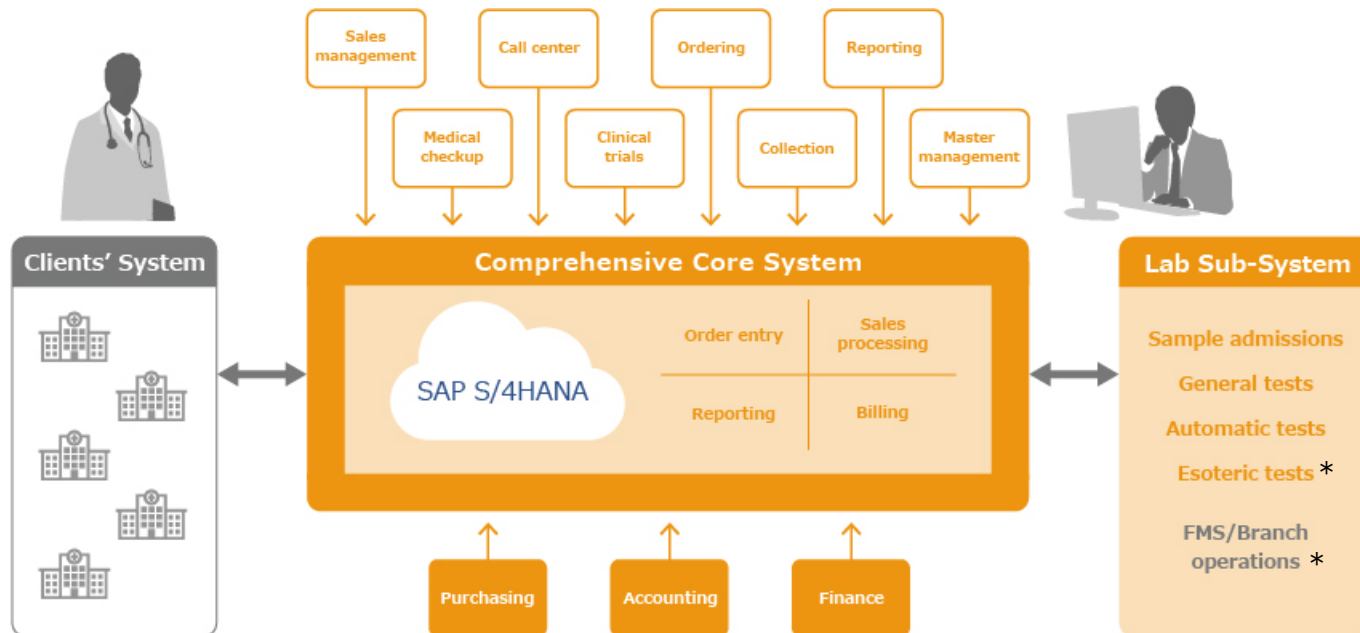 Sales
management
Call center
Ordering
Reporting
Medical
checkup
Clinical
trials
Collection
Master
management
Clients’ System
Comprehensive Core System
SAP S/4HANA
Order entry
Sales
processing
Reporting
Billing
Lab Sub-System
Sample admissions
General tests
Automatic tests
Esoteric tests *
FMS/Branch
operations *
Purchasing
Accounting
Finance